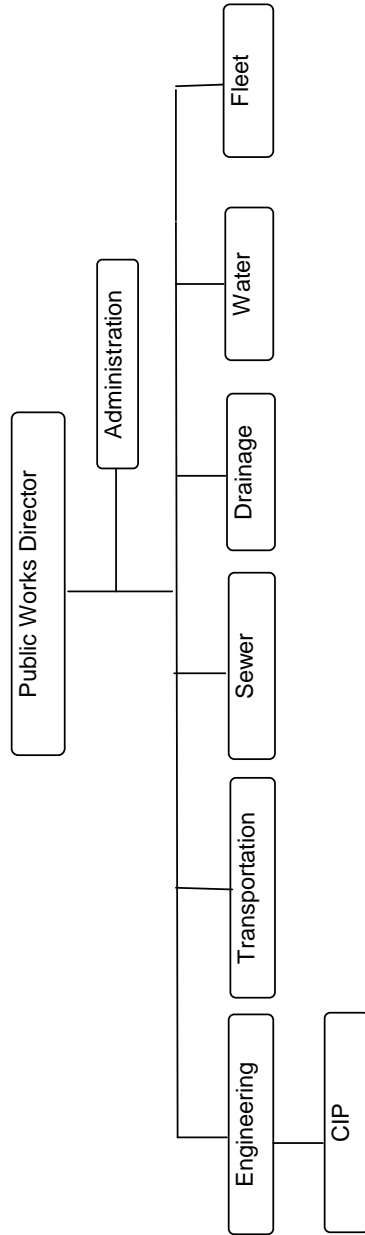 Public Works Director
Administration
Engineering
Transportation
Sewer
Drainage
Water
Fleet
CIP